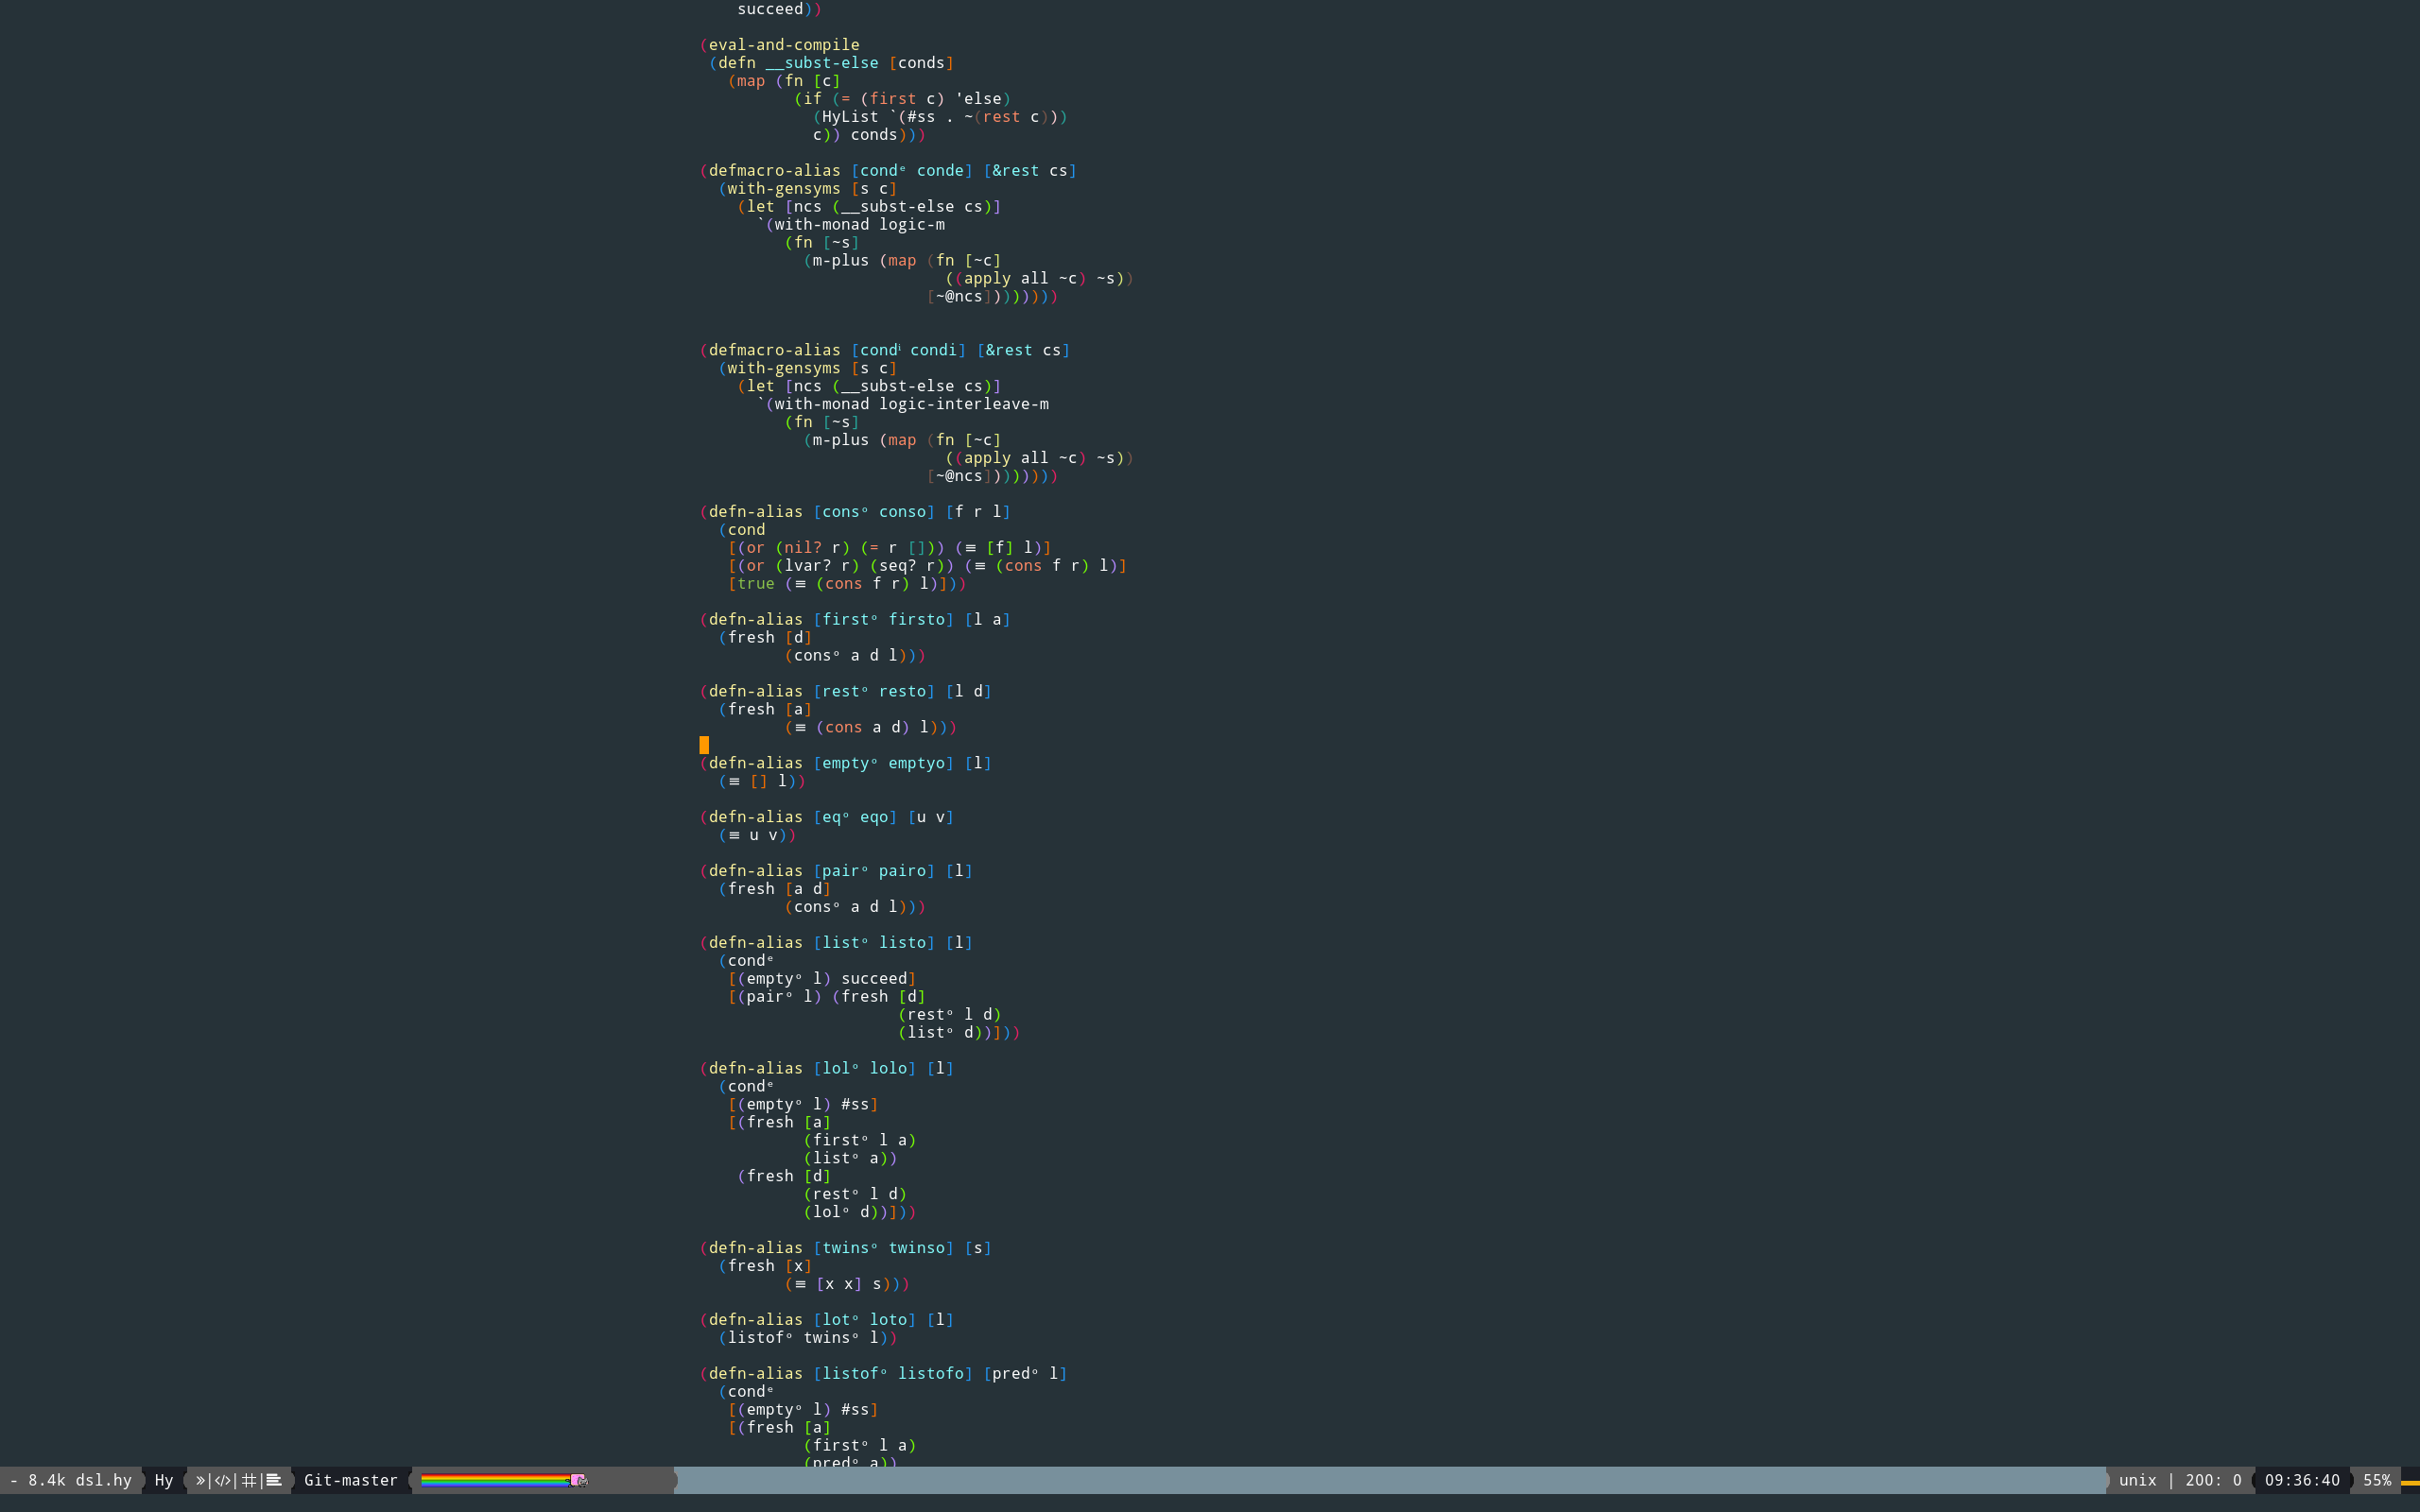 succeed))
(eval-and-compile
 (defn __subst-else [conds]
   (map (fn [c]
          (if (= (first c) 'else)
            (HyList `(#ss . ~(rest c)))
            c)) conds)))
(defmacro-alias [condᵉ conde] [&rest cs]
  (with-gensyms [s c]
    (let [ncs (__subst-else cs)]
      `(with-monad logic-m
         (fn [~s]
           (m-plus (map (fn [~c]
                          ((apply all ~c) ~s))
                        [~@ncs])))))))
(defmacro-alias [condⁱ condi] [&rest cs]
  (with-gensyms [s c]
    (let [ncs (__subst-else cs)]
      `(with-monad logic-interleave-m
         (fn [~s]
           (m-plus (map (fn [~c]
                          ((apply all ~c) ~s))
                        [~@ncs])))))))
(defn-alias [consᵒ conso] [f r l]
  (cond
   [(or (nil? r) (= r [])) (≡ [f] l)]
   [(or (lvar? r) (seq? r)) (≡ (cons f r) l)]
   [true (≡ (cons f r) l)]))
(defn-alias [firstᵒ firsto] [l a]
  (fresh [d]
         (consᵒ a d l)))
(defn-alias [restᵒ resto] [l d]
  (fresh [a]
         (≡ (cons a d) l)))
(defn-alias [emptyᵒ emptyo] [l]
  (≡ [] l))
(defn-alias [eqᵒ eqo] [u v]
  (≡ u v))
(defn-alias [pairᵒ pairo] [l]
  (fresh [a d]
         (consᵒ a d l)))
(defn-alias [listᵒ listo] [l]
  (condᵉ
   [(emptyᵒ l) succeed]
   [(pairᵒ l) (fresh [d]
                     (restᵒ l d)
                     (listᵒ d))]))
(defn-alias [lolᵒ lolo] [l]
  (condᵉ
   [(emptyᵒ l) #ss]
   [(fresh [a]
           (firstᵒ l a)
           (listᵒ a))
    (fresh [d]
           (restᵒ l d)
           (lolᵒ d))]))
(defn-alias [twinsᵒ twinso] [s]
  (fresh [x]
         (≡ [x x] s)))
(defn-alias [lotᵒ loto] [l]
  (listofᵒ twinsᵒ l))
(defn-alias [listofᵒ listofo] [predᵒ l]
  (condᵉ
   [(emptyᵒ l) #ss]
   [(fresh [a]
           (firstᵒ l a)
           (predᵒ a))
- 8.4k dsl.hy Hy »|</>|#|≡ Git-master unix | 200: 0 09:36:40 55%